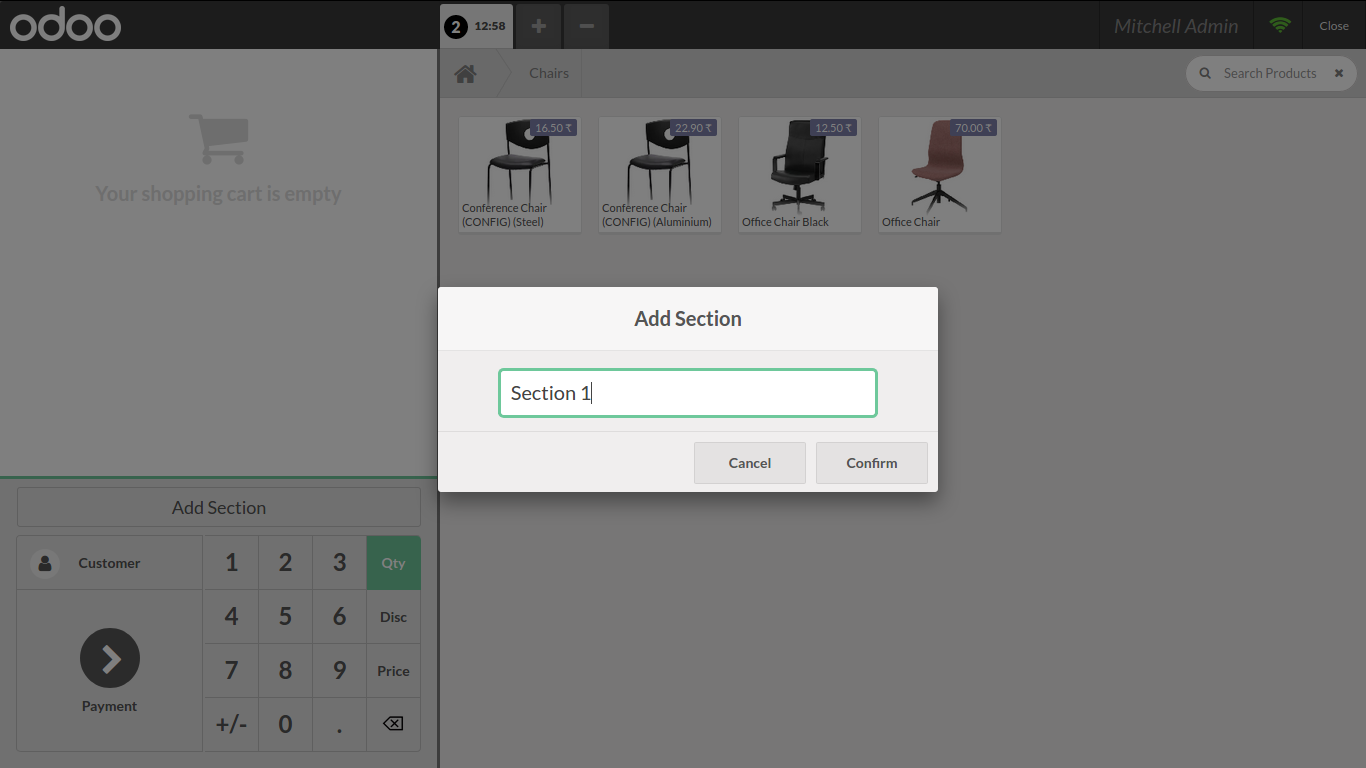 odoo
2 12:58 + −
Mitchell Admin
Close
Chairs
Search Products ✖
Your shopping cart is empty
16.50 ₹
Conference Chair
(CONFIG) (Steel)
22.90 ₹
Conference Chair
(CONFIG) (Aluminium)
12.50 ₹
Office Chair Black
70.00 ₹
Office Chair
Add Section
Section 1
Cancel
Confirm
Add Section
Customer
Payment
1 2 3 Qty
4 5 6 Disc
7 8 9 Price
+/- 0 .